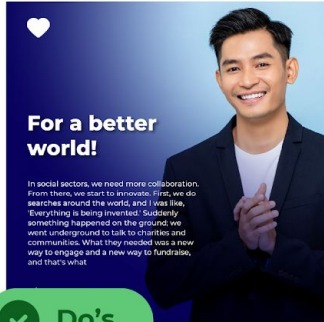 For a better
world!
In social sectors, we need more collaboration.
From there, we start to innovate. First, we do
searches around the world, and I was like,
'Everything is being invented.' Suddenly
something happened on the ground; we
went underground to talk to charities and
communities. What they needed was a new
way to engage and a new way to fundraise,
and that's what
Do's